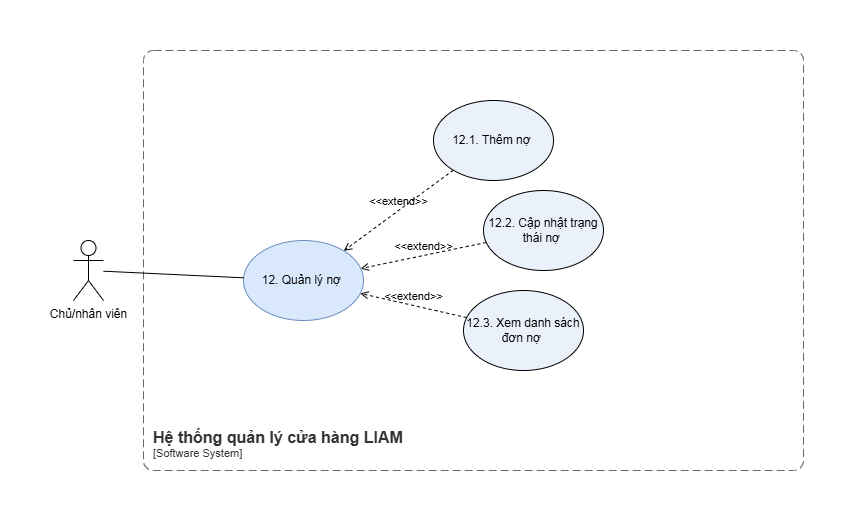 12.1. Thêm nợ
<<extend>>
12.2. Cập nhật trạng
thái nợ
<<extend>>
12. Quản lý nợ
<<extend>>
Chủ/nhân viên
12.3. Xem danh sách
đơn nợ
Hệ thống quản lý cửa hàng LIAM
[Software System]